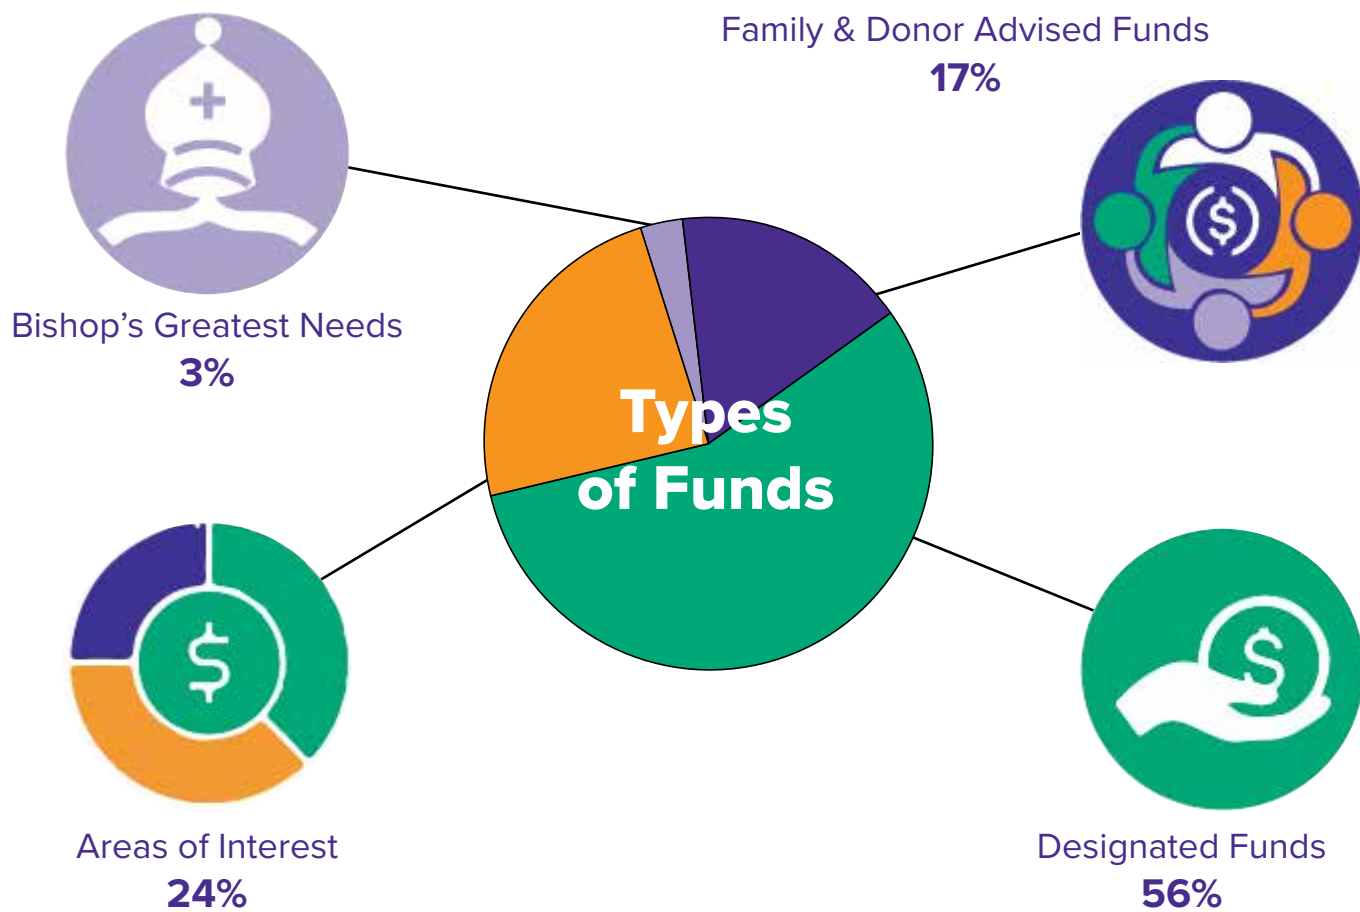 Family & Donor Advised Funds
17%
Bishop’s Greatest Needs
3%
Types
of Funds
Areas of Interest
24%
Designated Funds
56%
$
$
$